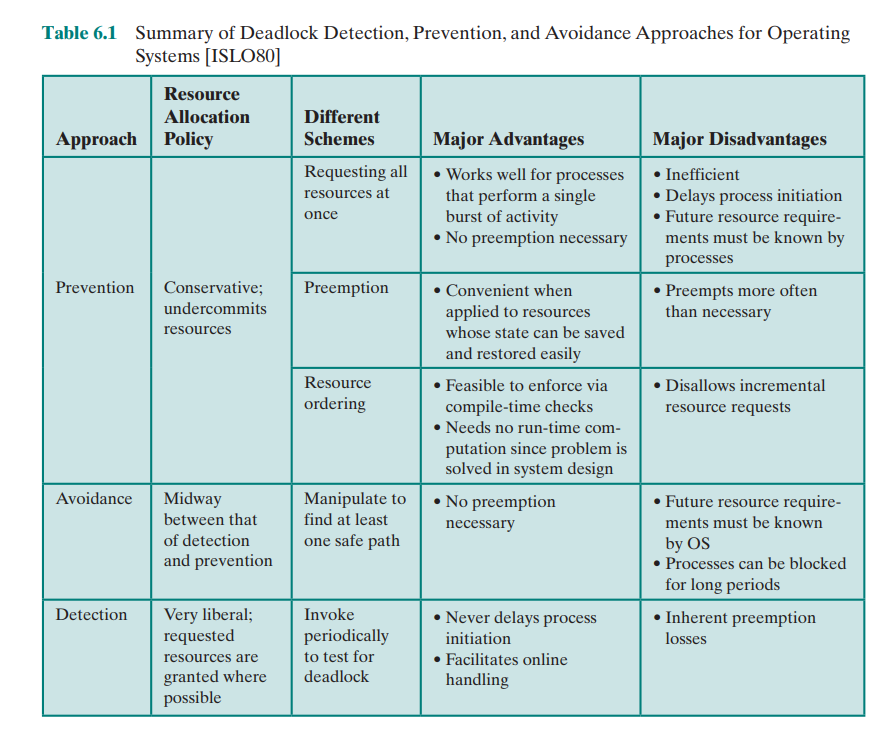 Table 6.1 Summary of Deadlock Detection, Prevention, and Avoidance Approaches for Operating
Systems [ISLO80]
Approach
Resource
Allocation
Policy
Different
Schemes
Major Advantages
Major Disadvantages
Prevention
Conservative;
undercommits
resources
Requesting all
resources at
once
• Works well for processes
that perform a single
burst of activity
• No preemption necessary
• Inefficient
• Delays process initiation
• Future resource require-
ments must be known by
processes
Preemption
• Convenient when
applied to resources
whose state can be saved
and restored easily
• Preempts more often
than necessary
Resource
ordering
• Feasible to enforce via
compile-time checks
• Needs no run-time com-
putation since problem is
solved in system design
• Disallows incremental
resource requests
Avoidance
Midway
between that
of detection
and prevention
Manipulate to
find at least
one safe path
• No preemption
necessary
• Future resource require-
ments must be known
by OS
• Processes can be blocked
for long periods
Detection
Very liberal;
requested
resources are
granted where
possible
Invoke
periodically
to test for
deadlock
• Never delays process
initiation
• Facilitates online
handling
• Inherent preemption
losses